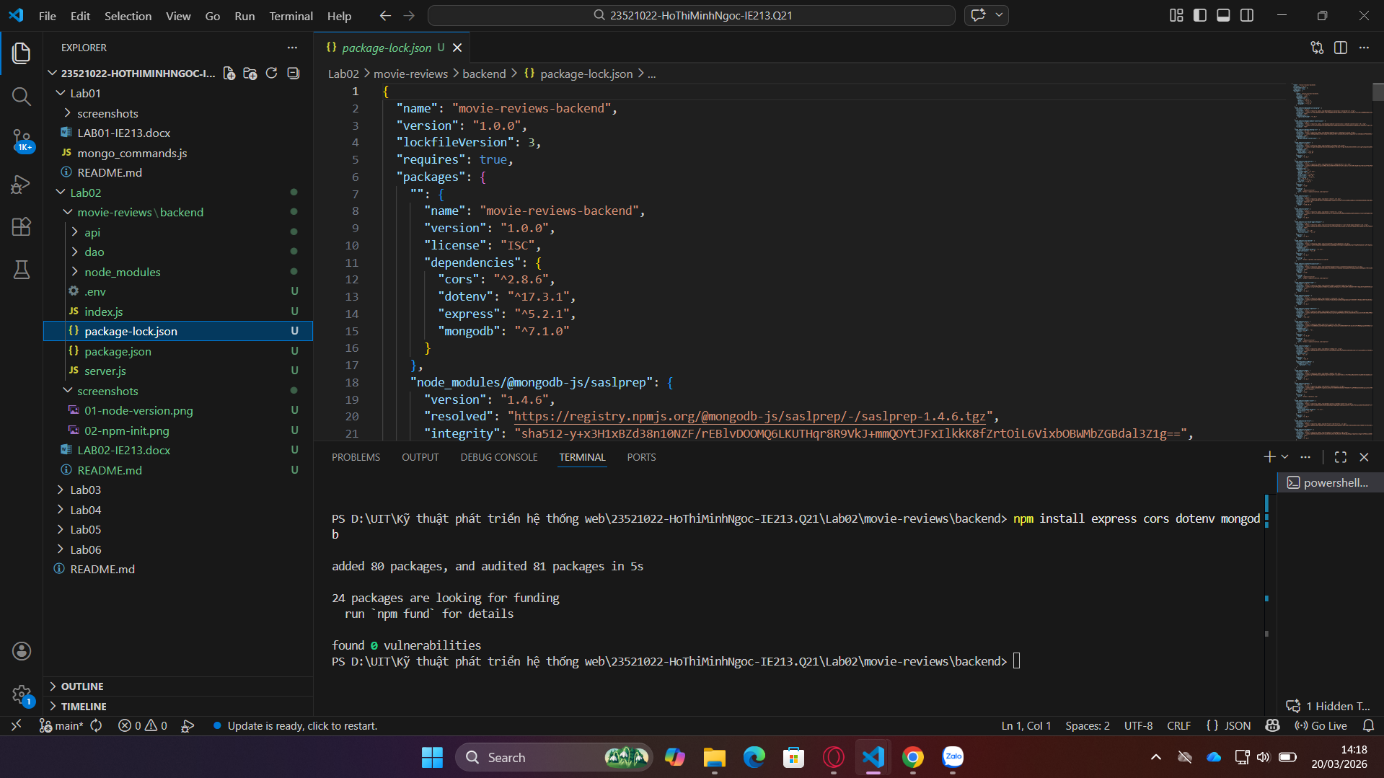 File Edit Selection View Go Run Terminal Help
23521022-HoThiMinhNgoc-IE213.Q21
EXPLORER
23521022-HOTHIMINHNGOC-I...
Lab01
screenshots
LAB01-IE213.docx
JS mongo_commands.js
README.md
Lab02
movie-reviews\backend
api
dao
node_modules
.env U
JS index.js U
{} package-lock.json U
{} package.json U
JS server.js U
screenshots
01-node-version.png U
02-npm-init.png U
LAB02-IE213.docx U
README.md U
Lab03
Lab04
Lab05
Lab06
README.md
OUTLINE
TIMELINE
1K+
1
{} package-lock.json U
Lab02 > movie-reviews > backend > {} package-lock.json > ...
1 {
2 "name": "movie-reviews-backend",
3 "version": "1.0.0",
4 "lockfileVersion": 3,
5 "requires": true,
6 "packages": {
7 "": {
8 "name": "movie-reviews-backend",
9 "version": "1.0.0",
10 "license": "ISC",
11 "dependencies": {
12 "cors": "^2.8.6",
13 "dotenv": "^17.3.1",
14 "express": "^5.2.1",
15 "mongodb": "^7.1.0"
16 }
17 },
18 "node_modules/@mongodb-js/saslprep": {
19 "version": "1.4.6",
20 "resolved": "https://registry.npmjs.org/@mongodb-js/saslprep/-/saslprep-1.4.6.tgz",
21 "integrity": "sha512-y+x3H1xBZd38n10NZF/rEBlvDOOMQ6LKUTHqr8R9VkJ+mmQOYtJFxIlkkK8fZrtOiL6VixbOBWMbZGBdal3Z1g==",
PROBLEMS OUTPUT DEBUG CONSOLE TERMINAL PORTS
powershell...
PS D:\UIT\Kỹ thuật phát triển hệ thống web\23521022-HoThiMinhNgoc-IE213.Q21\Lab02\movie-reviews\backend> npm install express cors dotenv mongod
b
added 80 packages, and audited 81 packages in 5s
24 packages are looking for funding
run `npm fund` for details
found 0 vulnerabilities
PS D:\UIT\Kỹ thuật phát triển hệ thống web\23521022-HoThiMinhNgoc-IE213.Q21\Lab02\movie-reviews\backend>
1 Hidden T...
main* 0 0 Update is ready, click to restart. Ln 1, Col 1 Spaces: 2 UTF-8 CRLF {} JSON Go Live
Search
Zalo
14:18
20/03/2026